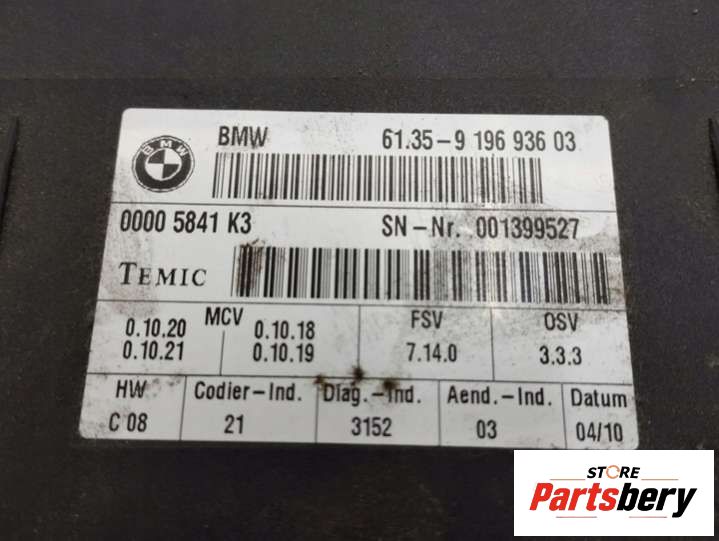 BMW
BMW 61.35-9 196 936 03
0000 5841 K3 SN-Nr. 001399527
TEMIC
MCV FSV OSV
0.10.20 0.10.18 7.14.0 3.3.3
0.10.21 0.10.19
HW Codier-Ind. Diag.-Ind. Aend.-Ind. Datum
C 08 21 3152 03 04/10
STORE
Partsbery